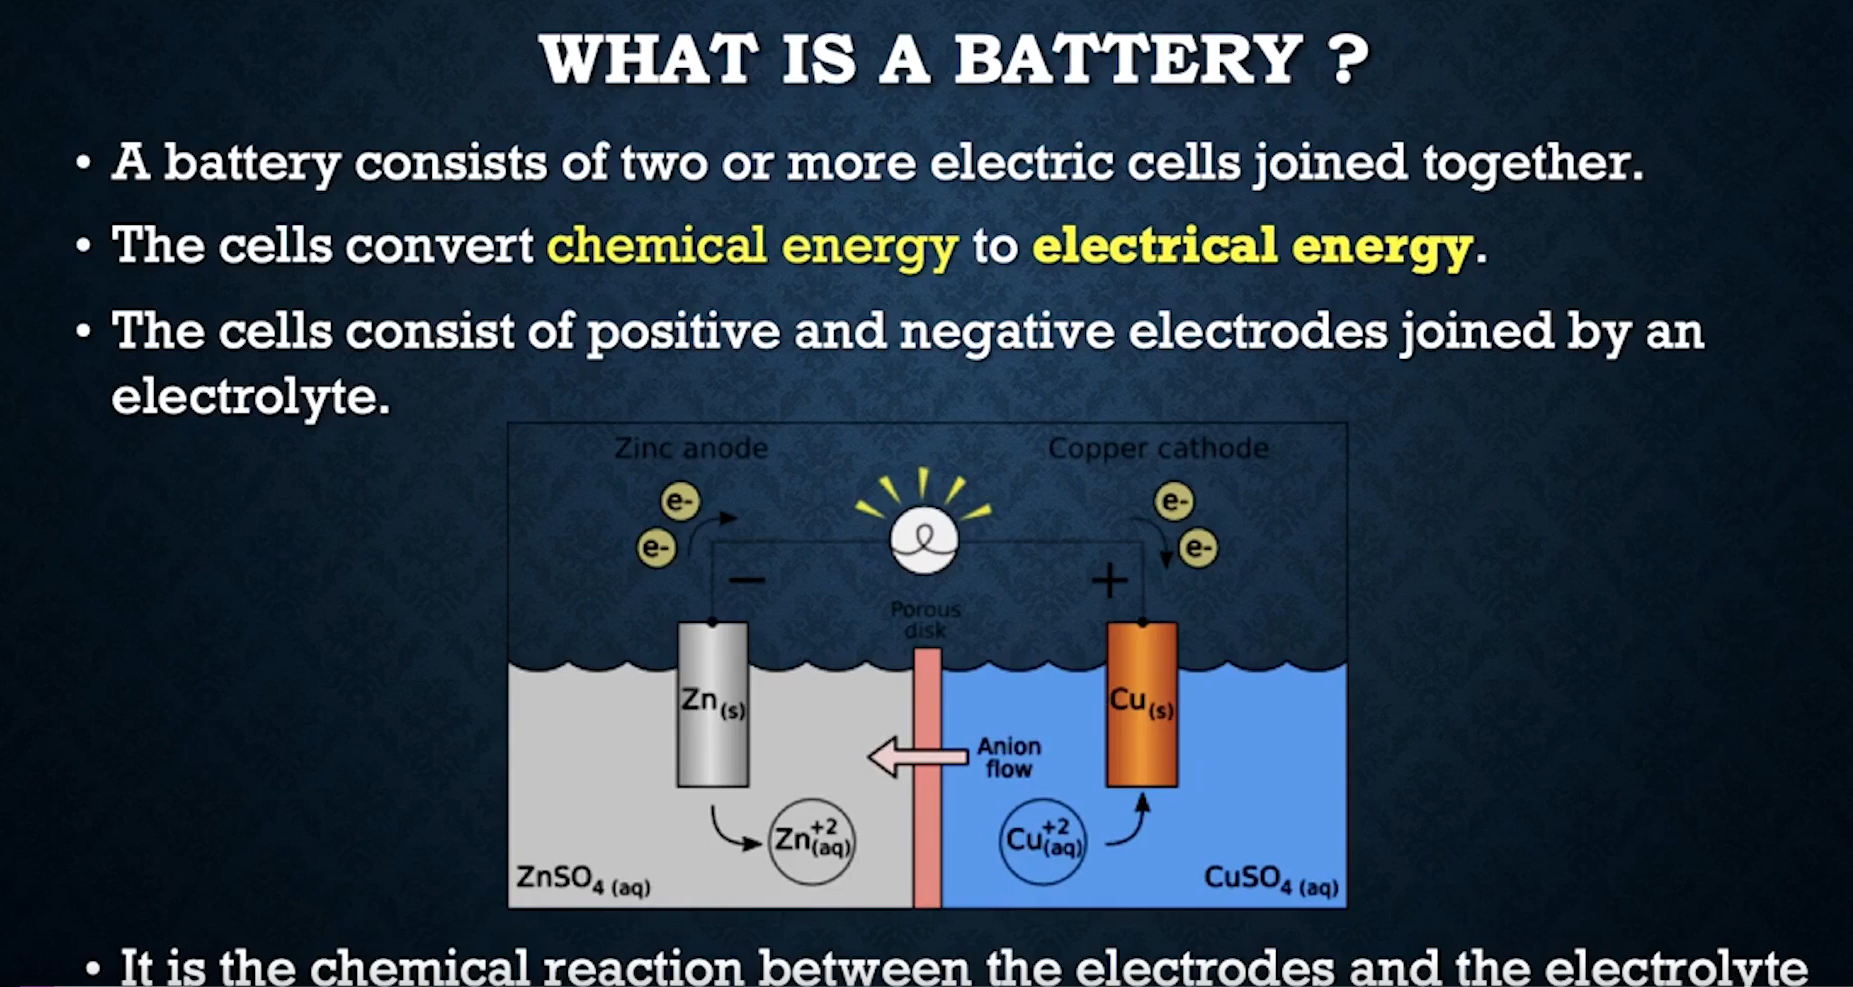 WHAT IS A BATTERY ?
• A battery consists of two or more electric cells joined together.
• The cells convert chemical energy to electrical energy.
• The cells consist of positive and negative electrodes joined by an
electrolyte.
Zinc anode
Copper cathode
e-
e-
e-
e-
−
+
Porous
disk
Zn(s)
Cu(s)
Anion
flow
Zn+2(aq)
Cu+2(aq)
ZnSO4 (aq)
CuSO4 (aq)
• It is the chemical reaction between the electrodes and the electrolyte